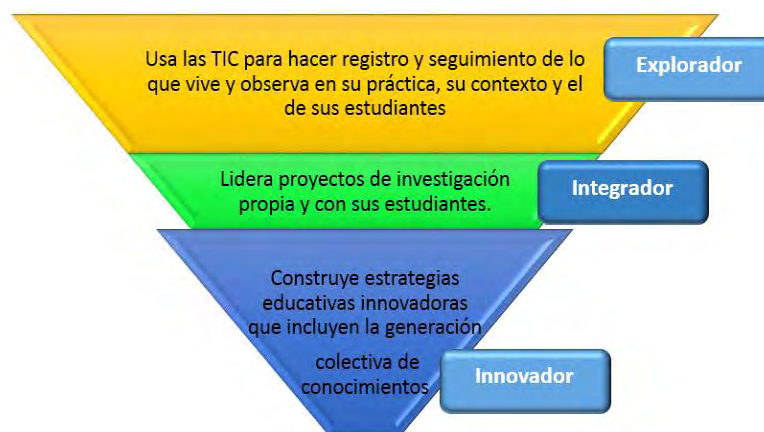 Usa las TIC para hacer registro y seguimiento de lo
que vive y observa en su práctica, su contexto y el
de sus estudiantes
Explorador
Lidera proyectos de investigación
propia y con sus estudiantes.
Integrador
Construye estrategias
educativas innovadoras
que incluyen la generación
colectiva de
conocimientos
Innovador